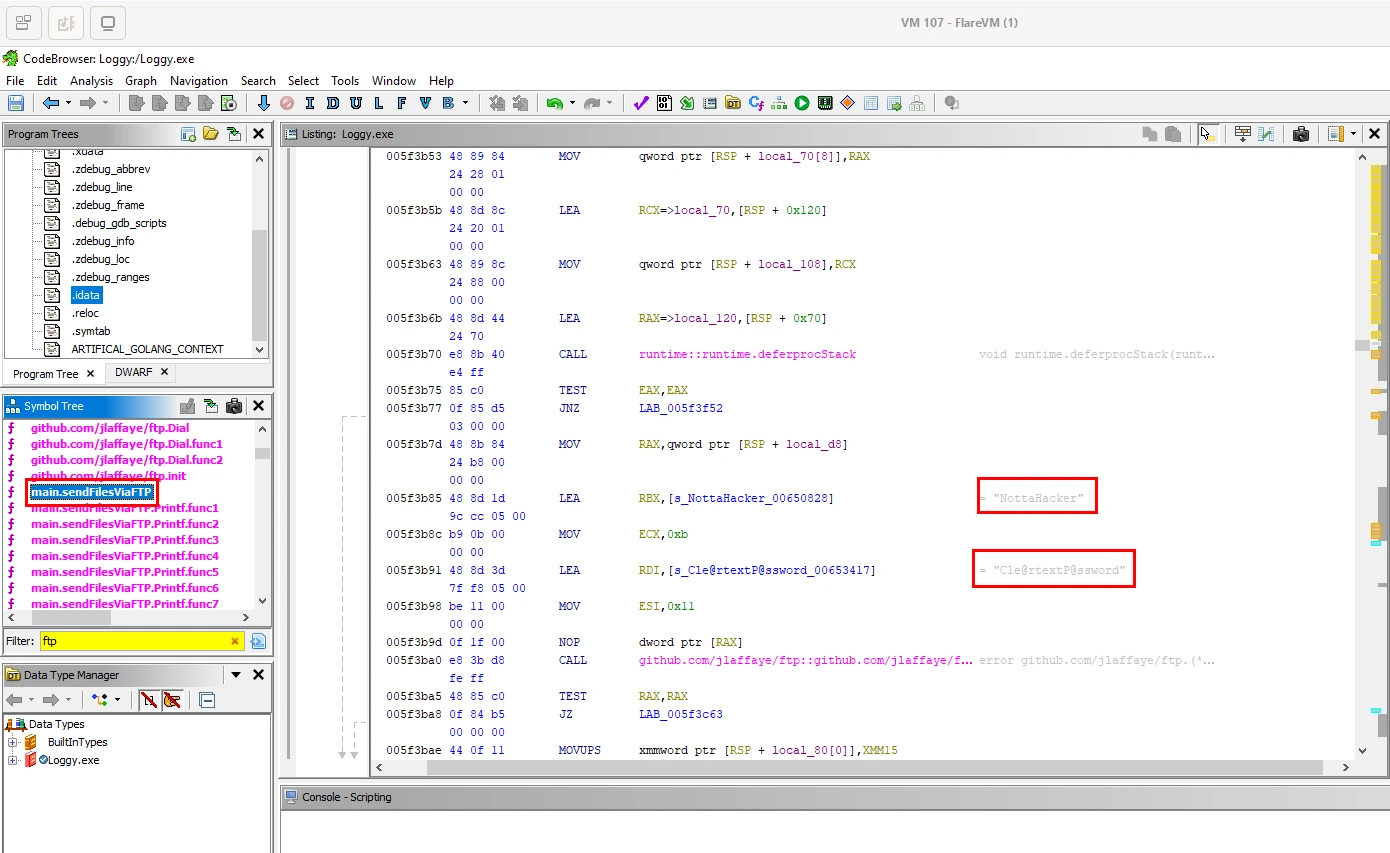 VM 107 - FlareVM (1)
CodeBrowser: Loggy:/Loggy.exe
File Edit Analysis Graph Navigation Search Select Tools Window Help
I D U L F V B
Program Trees
.xdata
.zdebug_abbrev
.zdebug_line
.zdebug_frame
.debug_gdb_scripts
.zdebug_info
.zdebug_loc
.zdebug_ranges
.idata
.reloc
.symtab
ARTIFICAL_GOLANG_CONTEXT
Program Tree DWARF
Symbol Tree
f github.com/jlaffaye/ftp.Dial
f github.com/jlaffaye/ftp.Dial.func1
f github.com/jlaffaye/ftp.Dial.func2
f github.com/jlaffaye/ftp.init
f main.sendFilesViaFTP
f main.sendFilesViaFTP.Printf.func1
f main.sendFilesViaFTP.Printf.func2
f main.sendFilesViaFTP.Printf.func3
f main.sendFilesViaFTP.Printf.func4
f main.sendFilesViaFTP.Printf.func5
f main.sendFilesViaFTP.Printf.func6
f main.sendFilesViaFTP.Printf.func7
Filter: ftp
Data Type Manager
Data Types
BuiltInTypes
Loggy.exe
Listing: Loggy.exe
005f3b53 48 89 84 MOV qword ptr [RSP + local_70[8]],RAX
24 28 01
00 00
005f3b5b 48 8d 8c LEA RCX=>local_70,[RSP + 0x120]
24 20 01
00 00
005f3b63 48 89 8c MOV qword ptr [RSP + local_108],RCX
24 88 00
00 00
005f3b6b 48 8d 44 LEA RAX=>local_120,[RSP + 0x70]
24 70
005f3b70 e8 8b 40 CALL runtime::runtime.deferprocStack void runtime.deferprocStack(runt...
e4 ff
005f3b75 85 c0 TEST EAX,EAX
005f3b77 0f 85 d5 JNZ LAB_005f3f52
03 00 00
005f3b7d 48 8b 84 MOV RAX,qword ptr [RSP + local_d8]
24 b8 00
00 00
005f3b85 48 8d 1d LEA RBX,[s_NottaHacker_00650828] = "NottaHacker"
9c cc 05 00
005f3b8c b9 0b 00 MOV ECX,0xb
00 00
005f3b91 48 8d 3d LEA RDI,[s_Cle@rtextP@ssword_00653417] = "Cle@rtextP@ssword"
7f f8 05 00
005f3b98 be 11 00 MOV ESI,0x11
00 00
005f3b9d 0f 1f 00 NOP dword ptr [RAX]
005f3ba0 e8 3b d8 CALL github.com/jlaffaye/ftp::github.com/jlaffaye/f... error github.com/jlaffaye/ftp.(*...
fe ff
005f3ba5 48 85 c0 TEST RAX,RAX
005f3ba8 0f 84 b5 JZ LAB_005f3c63
00 00 00
005f3bae 44 0f 11 MOVUPS xmmword ptr [RSP + local_80[0]],XMM15
Console - Scripting